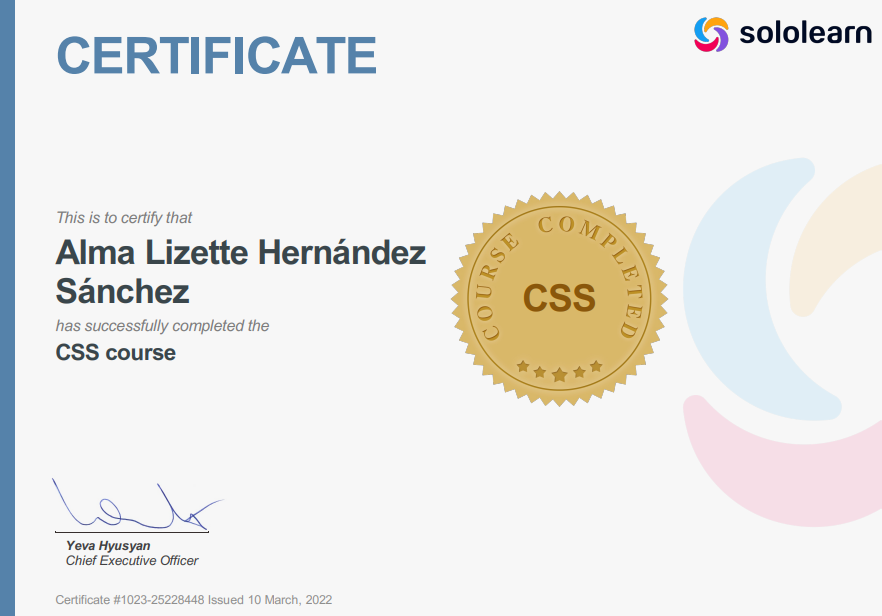 CERTIFICATE
sololearn
This is to certify that
Alma Lizette Hernández
Sánchez
has successfully completed the
CSS course
COURSE COMPLETED
CSS
Yeva Hyusyan
Chief Executive Officer
Certificate #1023-25228448 Issued 10 March, 2022